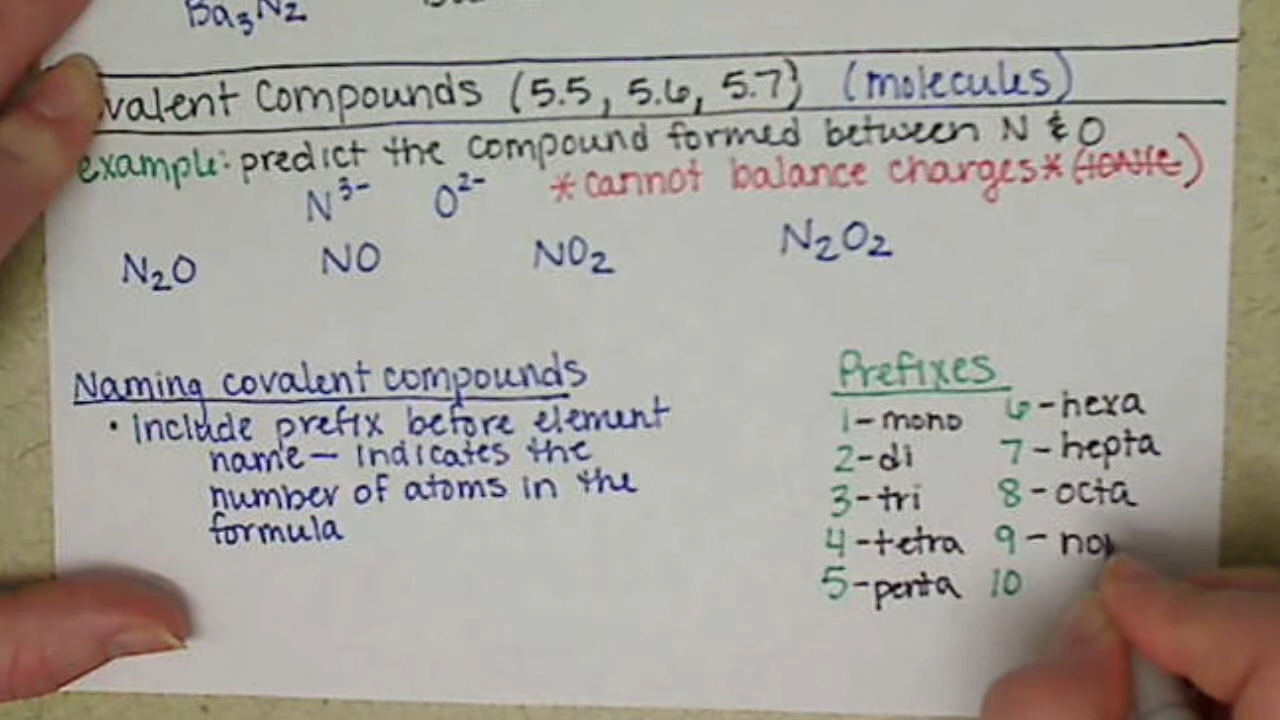 Ba3N2
valent Compounds (5.5, 5.6, 5.7) (molecules)
example: predict the compound formed between N & O
N3- O2- *cannot balance charges* (IONIC)
N2O NO NO2 N2O2
Naming covalent compounds
• include prefix before element
name— indicates the
number of atoms in the
formula
Prefixes
1-mono 6-hexa
2-di 7-hepta
3-tri 8-octa
4-tetra 9-no
5-penta 10